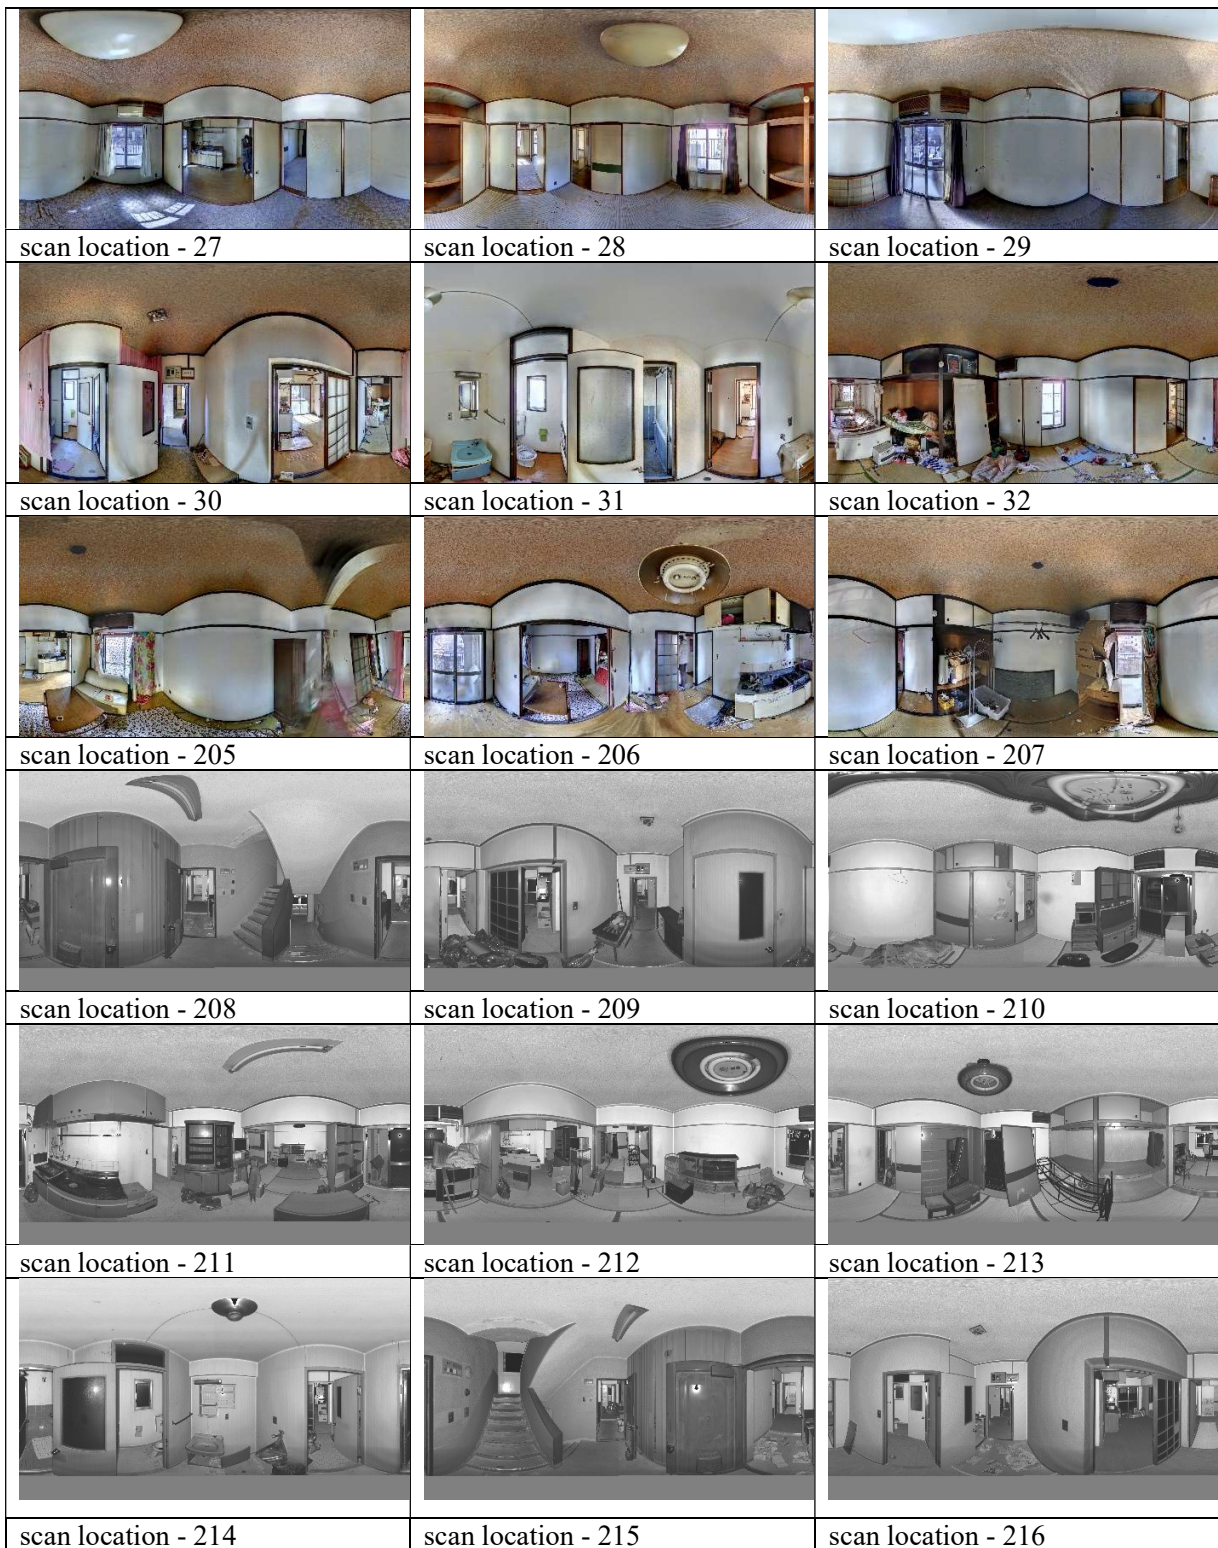 scan location - 27
scan location - 28
scan location - 29
scan location - 30
scan location - 31
scan location - 32
scan location - 205
scan location - 206
scan location - 207
scan location - 208
scan location - 209
scan location - 210
scan location - 211
scan location - 212
scan location - 213
scan location - 214
scan location - 215
scan location - 216